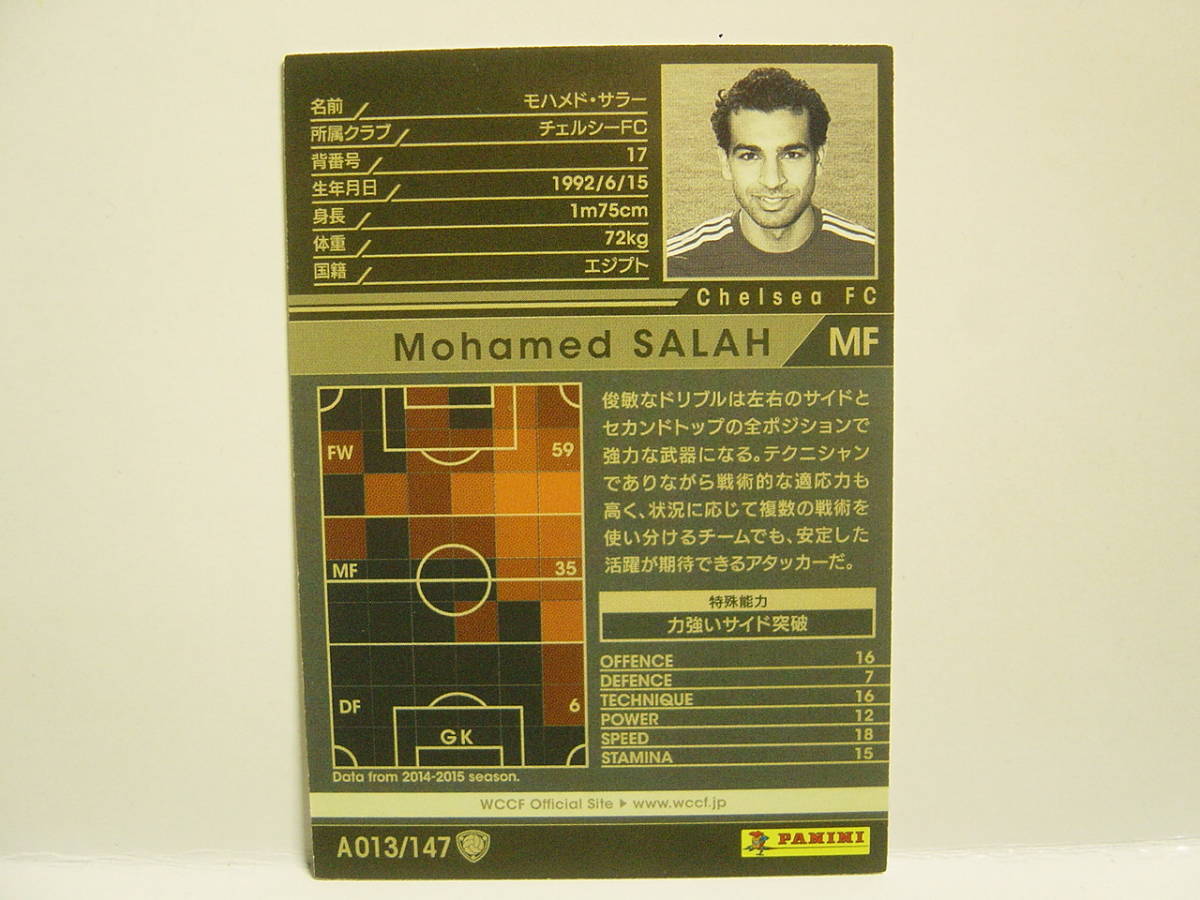 名前 モハメド・サラー
所属クラブ チェルシーFC
背番号 17
生年月日 1992/6/15
身長 1m75cm
体重 72kg
国籍 エジプト
Chelsea FC
Mohamed SALAH MF
FW 59
MF 35
DF 6
GK
Data from 2014-2015 season.
俊敏なドリブルは左右のサイドと
セカンドトップの全ポジションで
強力な武器になる。テクニシャン
でありながら戦術的な適応力も
高く、状況に応じて複数の戦術を
使い分けるチームでも、安定した
活躍が期待できるアタッカーだ。
特殊能力
力強いサイド突破
OFFENCE 16
DEFENCE 7
TECHNIQUE 16
POWER 12
SPEED 18
STAMINA 15
WCCF Official Site ▶ www.wccf.jp
A013/147
PANINI